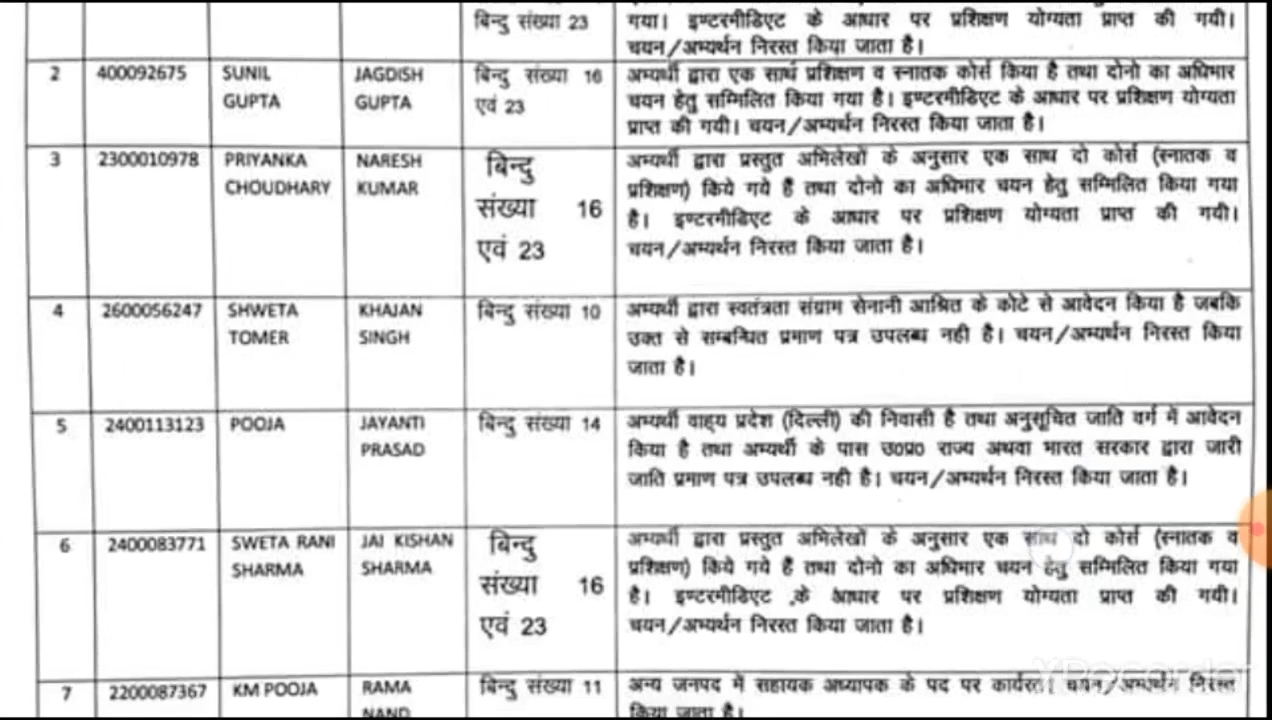 बिन्दु संख्या 23
गया। इण्टरमीडिएट के आधार पर प्रशिक्षण योग्यता प्राप्त की गयी।
चयन/अभ्यर्थन निरस्त किया जाता है।
2 400092675 SUNIL JAGDISH बिन्दु संख्या 16 अभ्यर्थी द्वारा एक साथ प्रशिक्षण व स्नातक कोर्स किया है तथा दोनो का अधिभार
GUPTA GUPTA एवं 23 चयन हेतु सम्मिलित किया गया है। इण्टरमीडिएट के आधार पर प्रशिक्षण योग्यता
प्राप्त की गयी। चयन/अभ्यर्थन निरस्त किया जाता है।
3 2300010978 PRIYANKA NARESH बिन्दु अभ्यर्थी द्वारा प्रस्तुत अभिलेखों के अनुसार एक साथ दो कोर्स (स्नातक व
CHOUDHARY KUMAR संख्या 16 प्रशिक्षण) किये गये हैं तथा दोनो का अधिभार चयन हेतु सम्मिलित किया गया
है। इण्टरमीडिएट के आधार पर प्रशिक्षण योग्यता प्राप्त की गयी।
एवं 23 चयन/अभ्यर्थन निरस्त किया जाता है।
4 2600056247 SHWETA KHAJAN बिन्दु संख्या 10 अभ्यर्थी द्वारा स्वतंत्रता संग्राम सेनानी आश्रित के कोटे से आवेदन किया है जबकि
TOMER SINGH उक्त से सम्बन्धित प्रमाण पत्र उपलब्ध नही है। चयन/अभ्यर्थन निरस्त किया
जाता है।
5 2400113123 POOJA JAYANTI बिन्दु संख्या 14 अभ्यर्थी वाह्य प्रदेश (दिल्ली) की निवासी है तथा अनुसूचित जाति वर्ग में आवेदन
PRASAD किया है तथा अभ्यर्थी के पास उ०प्र० राज्य अथवा भारत सरकार द्वारा जारी
जाति प्रमाण पत्र उपलब्ध नही है। चयन/अभ्यर्थन निरस्त किया जाता है।
6 2400083771 SWETA RANI JAI KISHAN बिन्दु अभ्यर्थी द्वारा प्रस्तुत अभिलेखों के अनुसार एक साथ दो कोर्स (स्नातक व
SHARMA SHARMA संख्या 16 प्रशिक्षण) किये गये हैं तथा दोनो का अधिभार चयन हेतु सम्मिलित किया गया
है। इण्टरमीडिएट के आधार पर प्रशिक्षण योग्यता प्राप्त की गयी।
एवं 23 चयन/अभ्यर्थन निरस्त किया जाता है।
7 2200087367 KM POOJA RAMA बिन्दु संख्या 11 अन्य जनपद में सहायक अध्यापक के पद पर कार्यरत। चयन/अभ्यर्थन निरस्त
NAND किया जाता है।
XRecorder